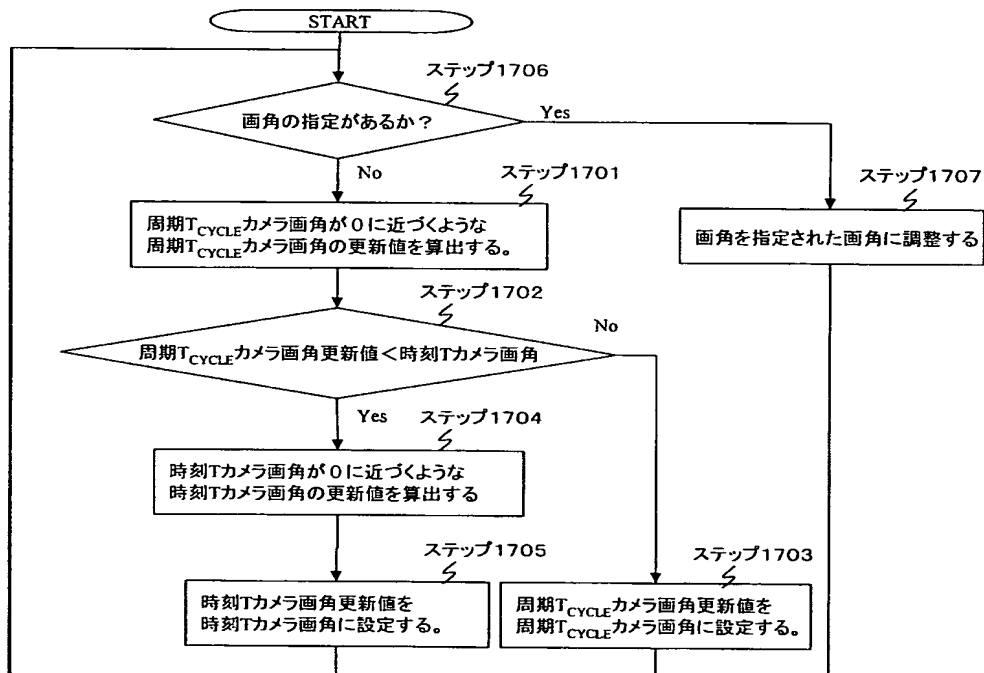 START
ステップ1706
画角の指定があるか?
Yes
No
ステップ1701
周期TCYCLEカメラ画角が0に近づくような
周期TCYCLEカメラ画角の更新値を算出する。
ステップ1707
画角を指定された画角に調整する
ステップ1702
周期TCYCLEカメラ画角更新値<時刻Tカメラ画角
No
Yes
ステップ1704
時刻Tカメラ画角が0に近づくような
時刻Tカメラ画角の更新値を算出する
ステップ1705
時刻Tカメラ画角更新値を
時刻Tカメラ画角に設定する。
ステップ1703
周期TCYCLEカメラ画角更新値を
周期TCYCLEカメラ画角に設定する。